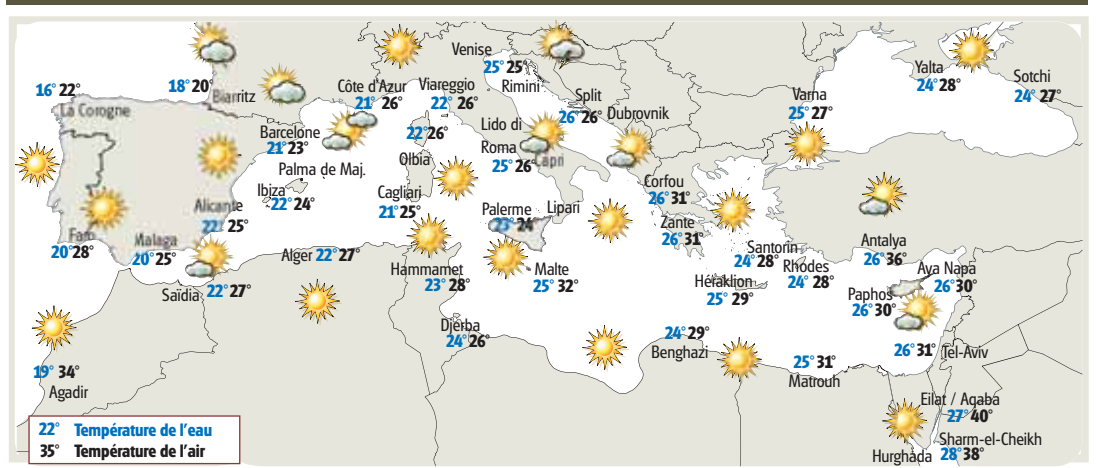 Venise
25° 25°
Rimini
16° 22°
La Corogne
18° 20°
Biarritz
Côte d'Azur
21° 26°
Viareggio
22° 26°
Split
26° 26°
Dubrovnik
Yalta
24° 28°
Sotchi
24° 27°
Varna
25° 27°
Barcelone
21° 23°
22° 26°
Olbia
Lido di
Roma
25° 26°
Capri
Palma de Maj.
Ibiza
22° 24°
Cagliari
21° 25°
Alicante
22° 25°
Palerme
23° 24°
Lipari
Corfou
26° 31°
Zante
26° 31°
Faro
20° 28°
Malaga
20° 25°
Alger 22° 27°
Saïdia
22° 27°
Hammamet
23° 28°
Malte
25° 32°
Santorin
24° 28°
Rhodes
24° 28°
Héraklion
25° 29°
Antalya
26° 36°
Aya Napa
26° 30°
Paphos
26° 30°
Djerba
24° 26°
24° 29°
Benghazi
25° 31°
Matrouh
26° 31°
Tel-Aviv
19° 34°
Agadir
Eilat / Aqaba
27° 40°
Sharm-el-Cheikh
28° 38°
Hurghada
22° Température de l'eau
35° Température de l'air